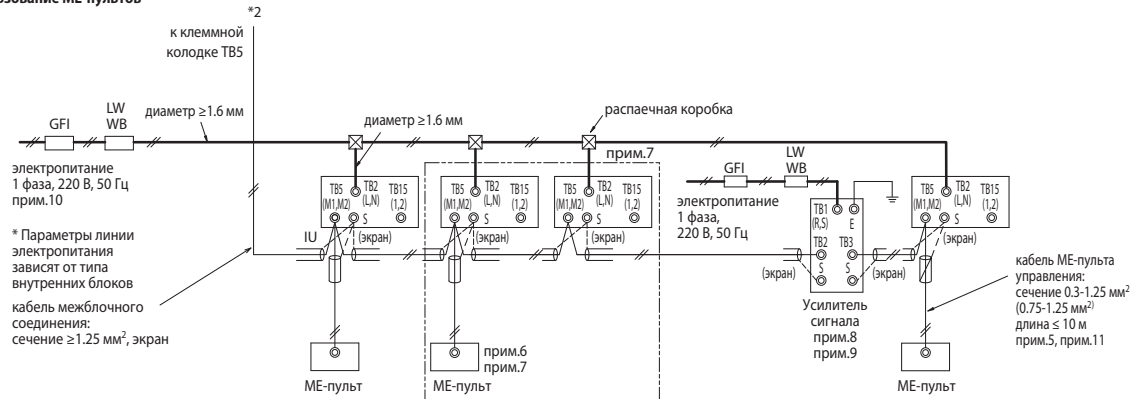 МЕ-пультов
*2
к клеммной
колодке TB5
GFI
LW
WB
диаметр ≥1.6 мм
диаметр ≥1.6 мм
распаечная коробка
прим.7
электропитание
1 фаза, 220 В, 50 Гц
прим.10
* Параметры линии
электропитания
зависят от типа
внутренних блоков
кабель межблочного
соединения:
сечение ≥1.25 мм², экран
IU
TB5
(M1,M2)
TB2
(L,N)
TB15
(1,2)
S
(экран)
TB5
(M1,M2)
TB2
(L,N)
TB15
(1,2)
S
(экран)
TB5
(M1,M2)
TB2
(L,N)
TB15
(1,2)
S
(экран)
GFI
LW
WB
электропитание
1 фаза,
220 В, 50 Гц
TB1
(R,S)
E
TB2
TB3
S
S
(экран)
(экран)
Усилитель
сигнала
прим.8
прим.9
TB5
(M1,M2)
TB2
(L,N)
TB15
(1,2)
S
(экран)
кабель МЕ-пульта
управления:
сечение 0.3-1.25 мм²
(0.75-1.25 мм²)
длина ≤ 10 м
прим.5, прим.11
прим.6
прим.7
МЕ-пульт
МЕ-пульт
МЕ-пульт